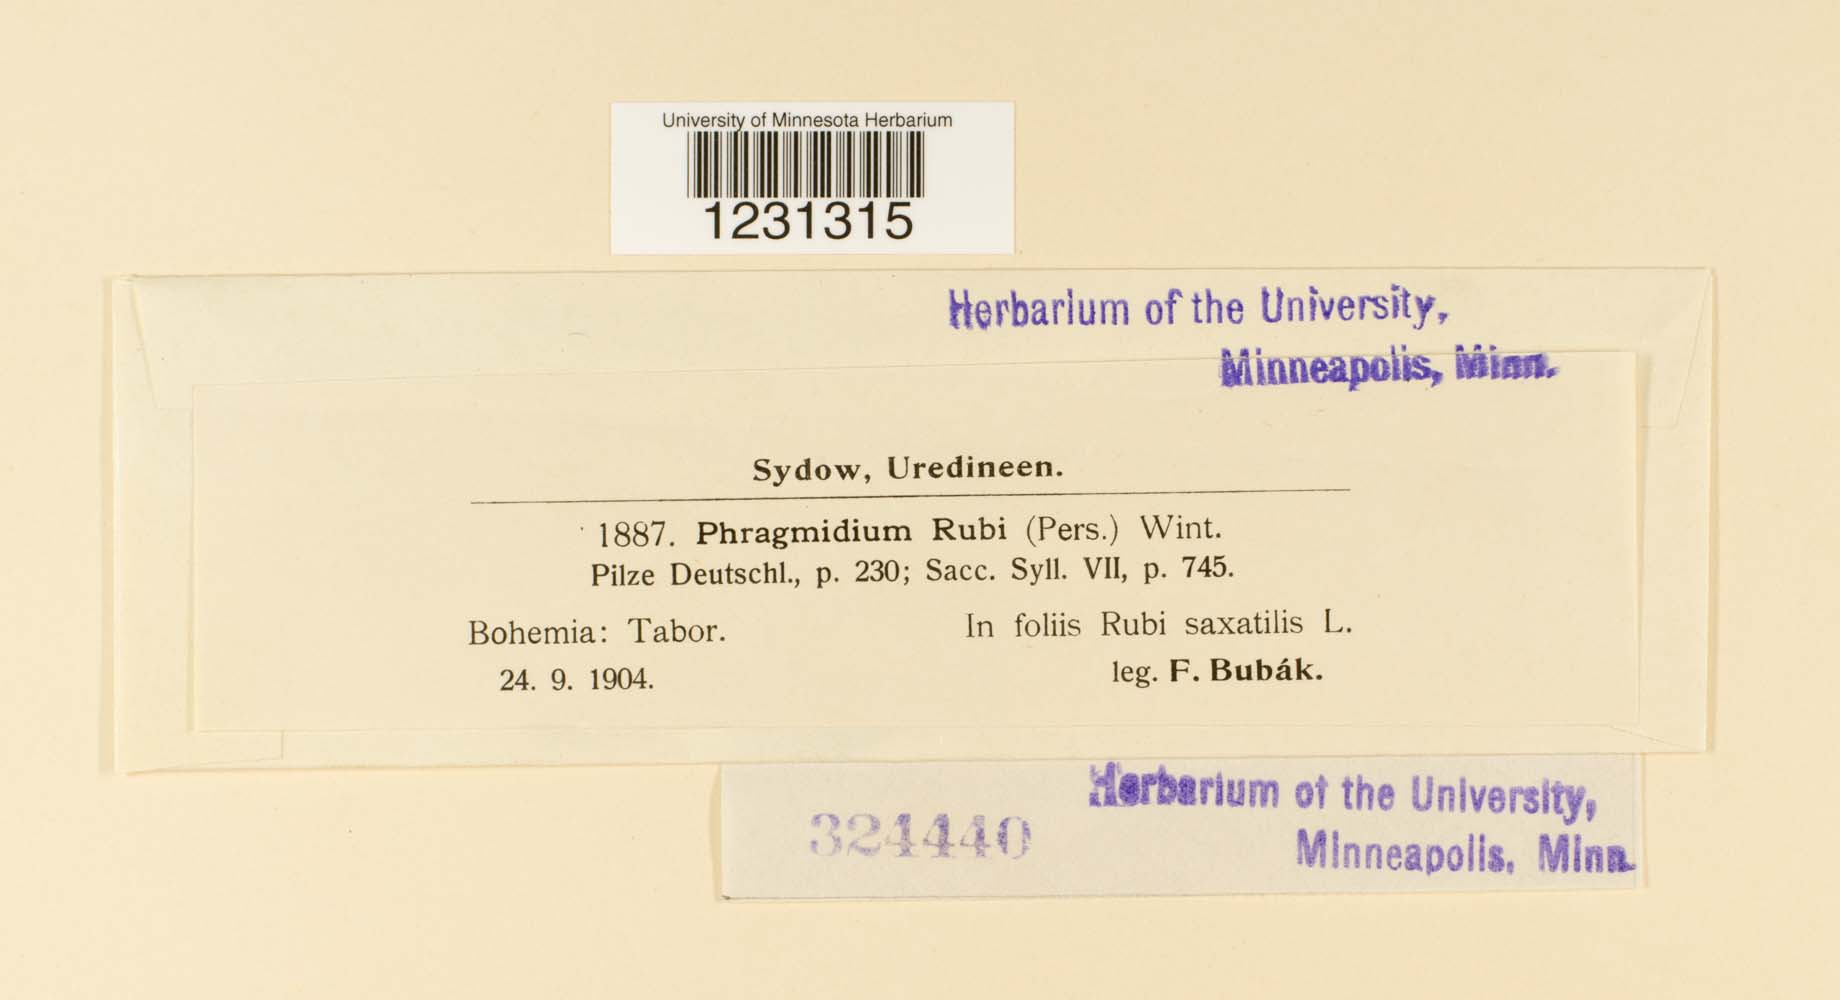 University of Minnesota Herbarium
1231315
Herbarium of the University,
Minneapolis, Minn.
Sydow, Uredineen.
1887. Phragmidium Rubi (Pers.) Wint.
Pilze Deutschl., p. 230; Sacc. Syll. VII, p. 745.
Bohemia: Tabor.
In foliis Rubi saxatilis L.
24. 9. 1904.
leg. F. Bubák.
Herbarium of the University,
324440
Minneapolis, Minn.